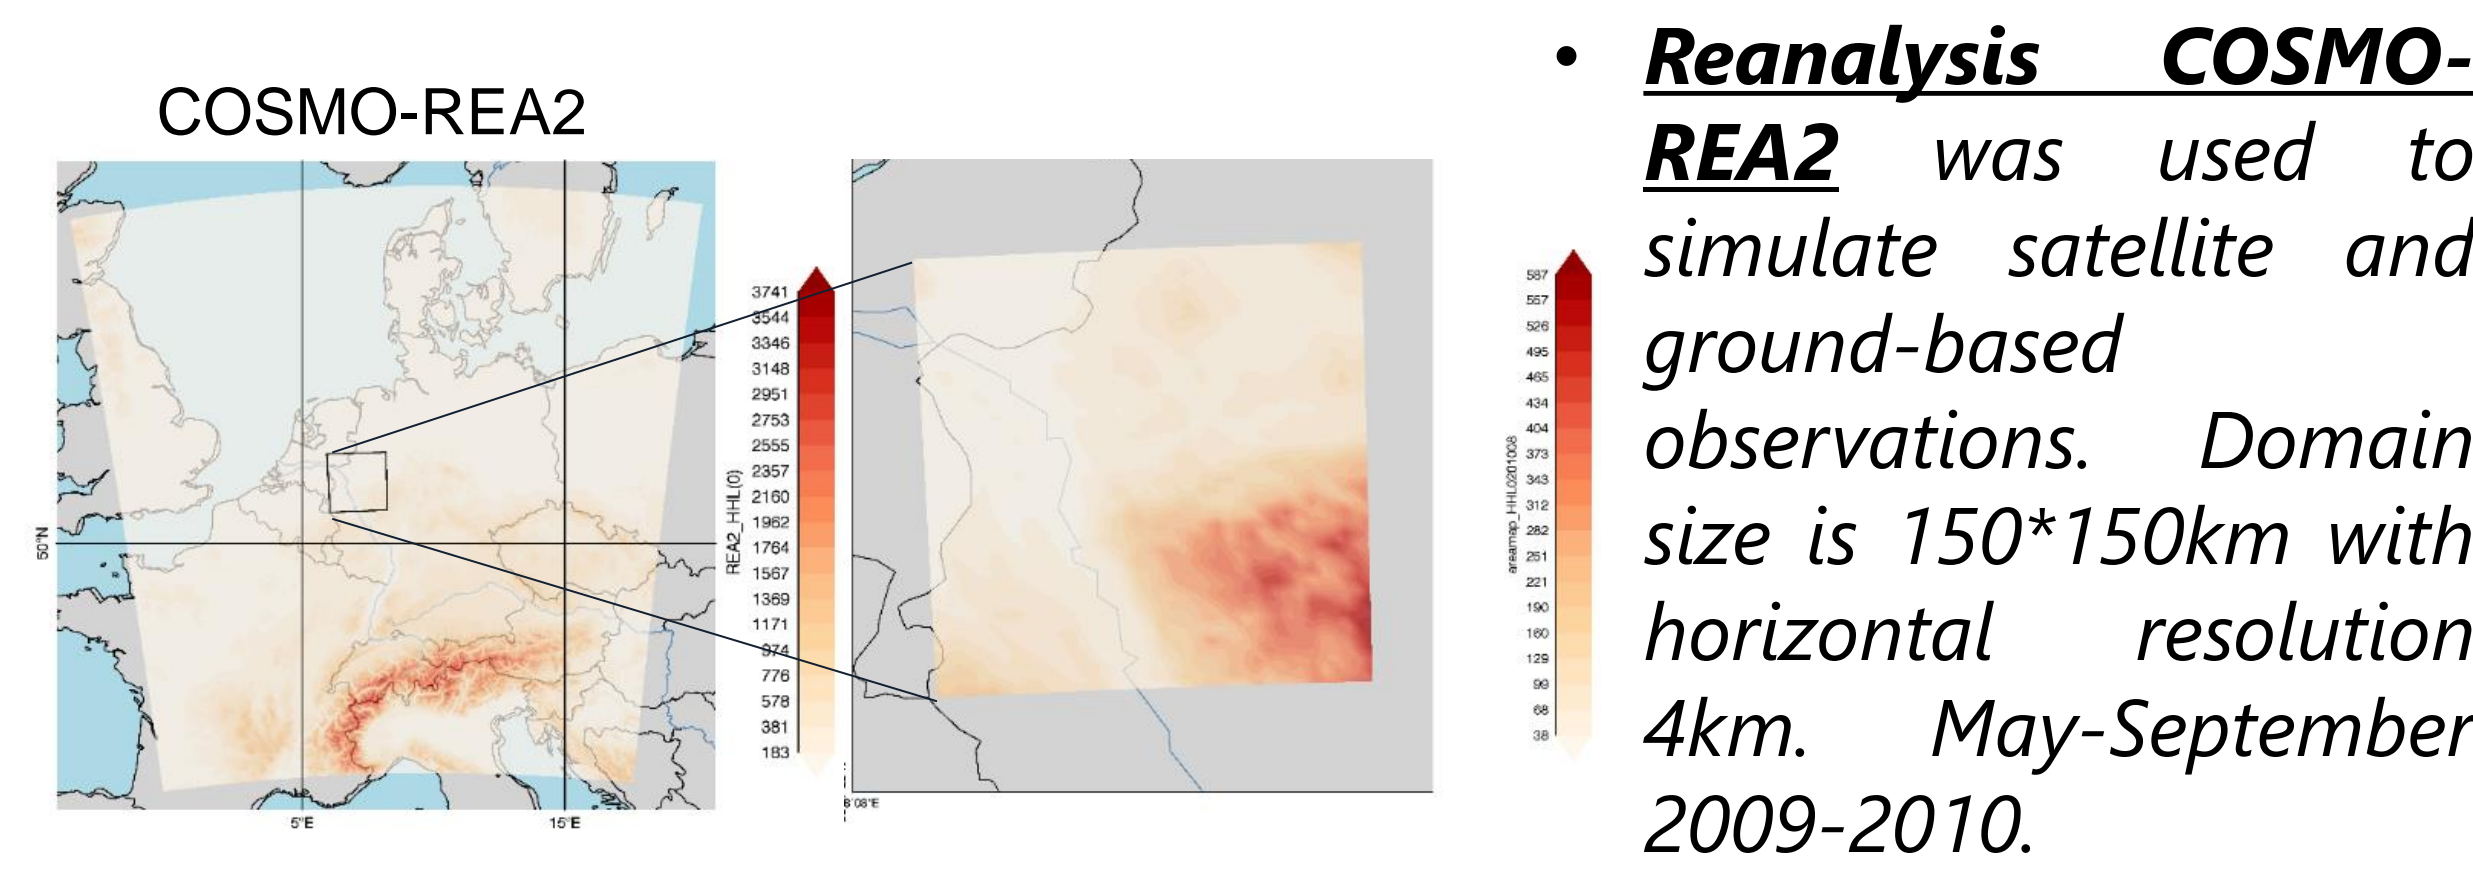 COSMO-REA2
50°N
5°E
15°E
REA2_HHL(0)
3741
3544
3346
3148
2951
2753
2555
2357
2160
1962
1764
1567
1369
1171
974
776
578
381
183
areamap_HHL0201008
587
557
526
495
465
434
404
373
343
312
282
251
221
190
160
129
99
68
38
• Reanalysis COSMO-
REA2 was used to
simulate satellite and
ground-based
observations. Domain
size is 150*150km with
horizontal resolution
4km. May-September
2009-2010.